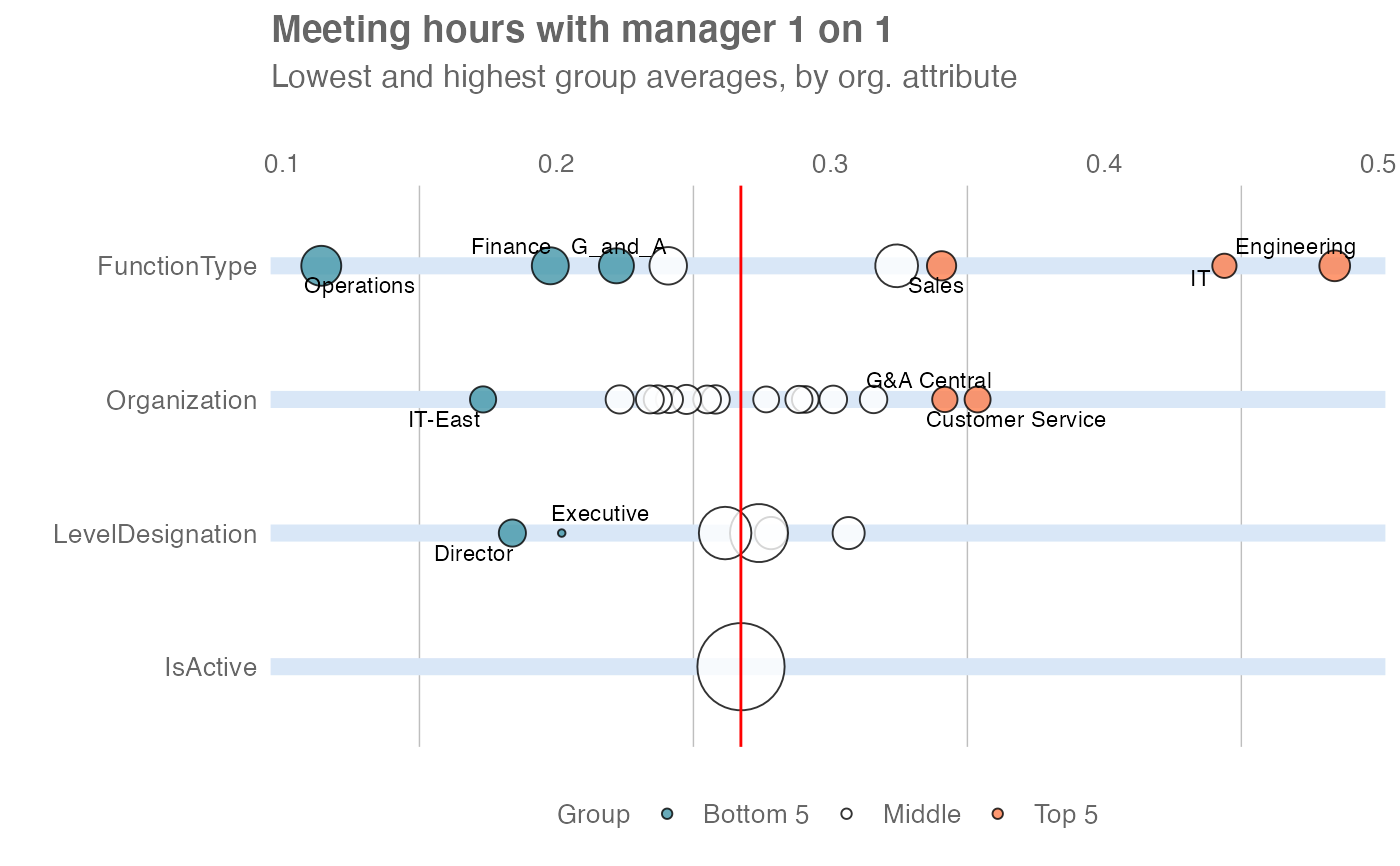 Meeting hours with manager 1 on 1
Lowest and highest group averages, by org. attribute
0.1 0.2 0.3 0.4 0.5
Finance G_and_A Engineering
FunctionType
Operations Sales IT
G&A Central
Organization
IT-East Customer Service
Executive
LevelDesignation
Director
IsActive
Group Bottom 5 Middle Top 5